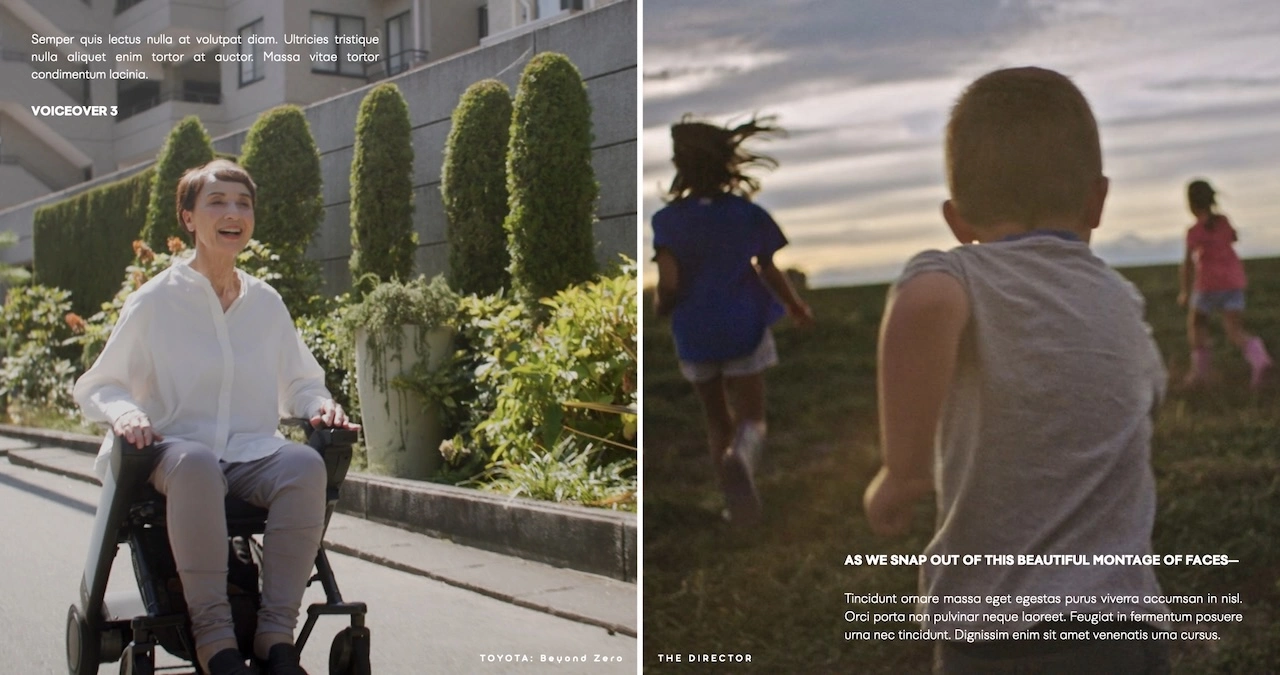 Semper quis lectus nulla at volutpat diam. Ultricies tristique
nulla aliquet enim tortor at auctor. Massa vitae tortor
condimentum lacinia.
VOICEOVER 3
TOYOTA: Beyond Zero
AS WE SNAP OUT OF THIS BEAUTIFUL MONTAGE OF FACES—
Tincidunt ornare massa eget egestas purus viverra accumsan in nisl.
Orci porta non pulvinar neque laoreet. Feugiat in fermentum posuere
urna nec tincidunt. Dignissim enim sit amet venenatis urna cursus.
THE DIRECTOR